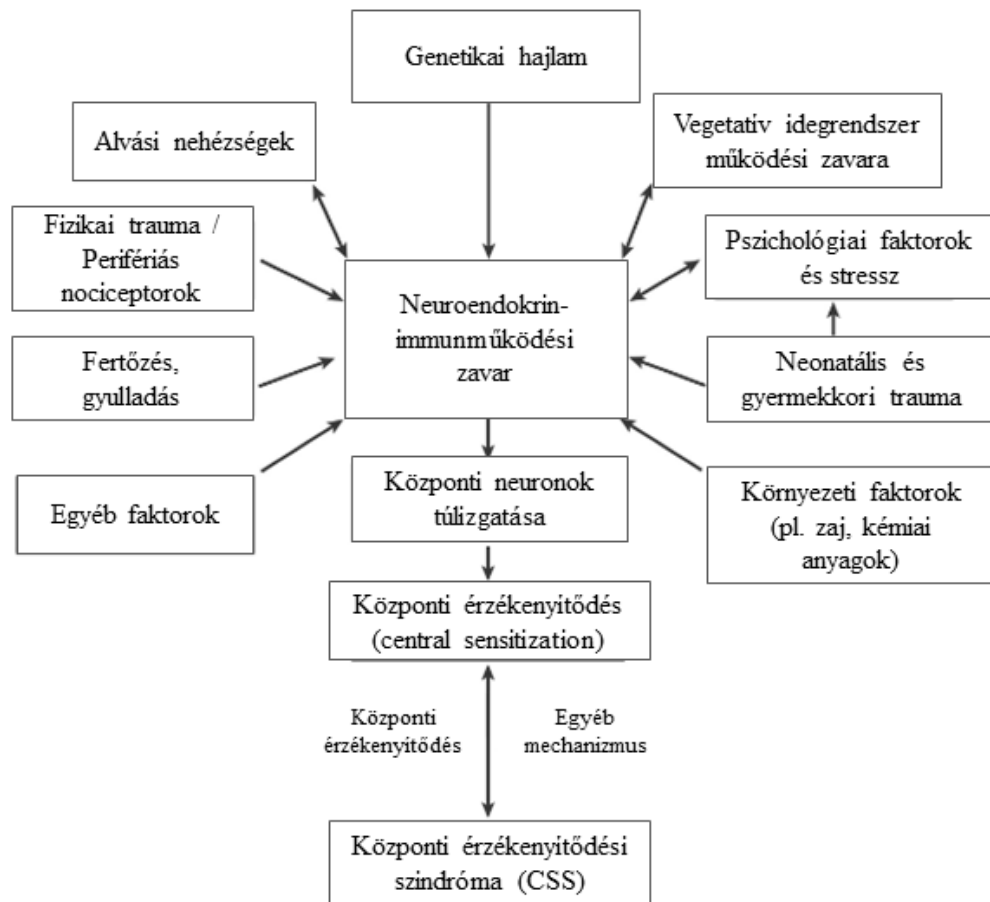 Genetikai hajlam
Alvási nehézségek
Vegetatív idegrendszer
működési zavara
Fizikai trauma /
Perifériás
nociceptorok
Pszichológiai faktorok
és stressz
Neuroendokrin-
immunműködési
zavar
Fertőzés,
gyulladás
Neonatális és
gyermekkori trauma
Egyéb faktorok
Központi neuronok
túlizgatása
Környezeti faktorok
(pl. zaj, kémiai
anyagok)
Központi érzékenyítődés
(central sensitization)
Központi
érzékenyítődés
Egyéb
mechanizmus
Központi érzékenyítődési
szindróma (CSS)